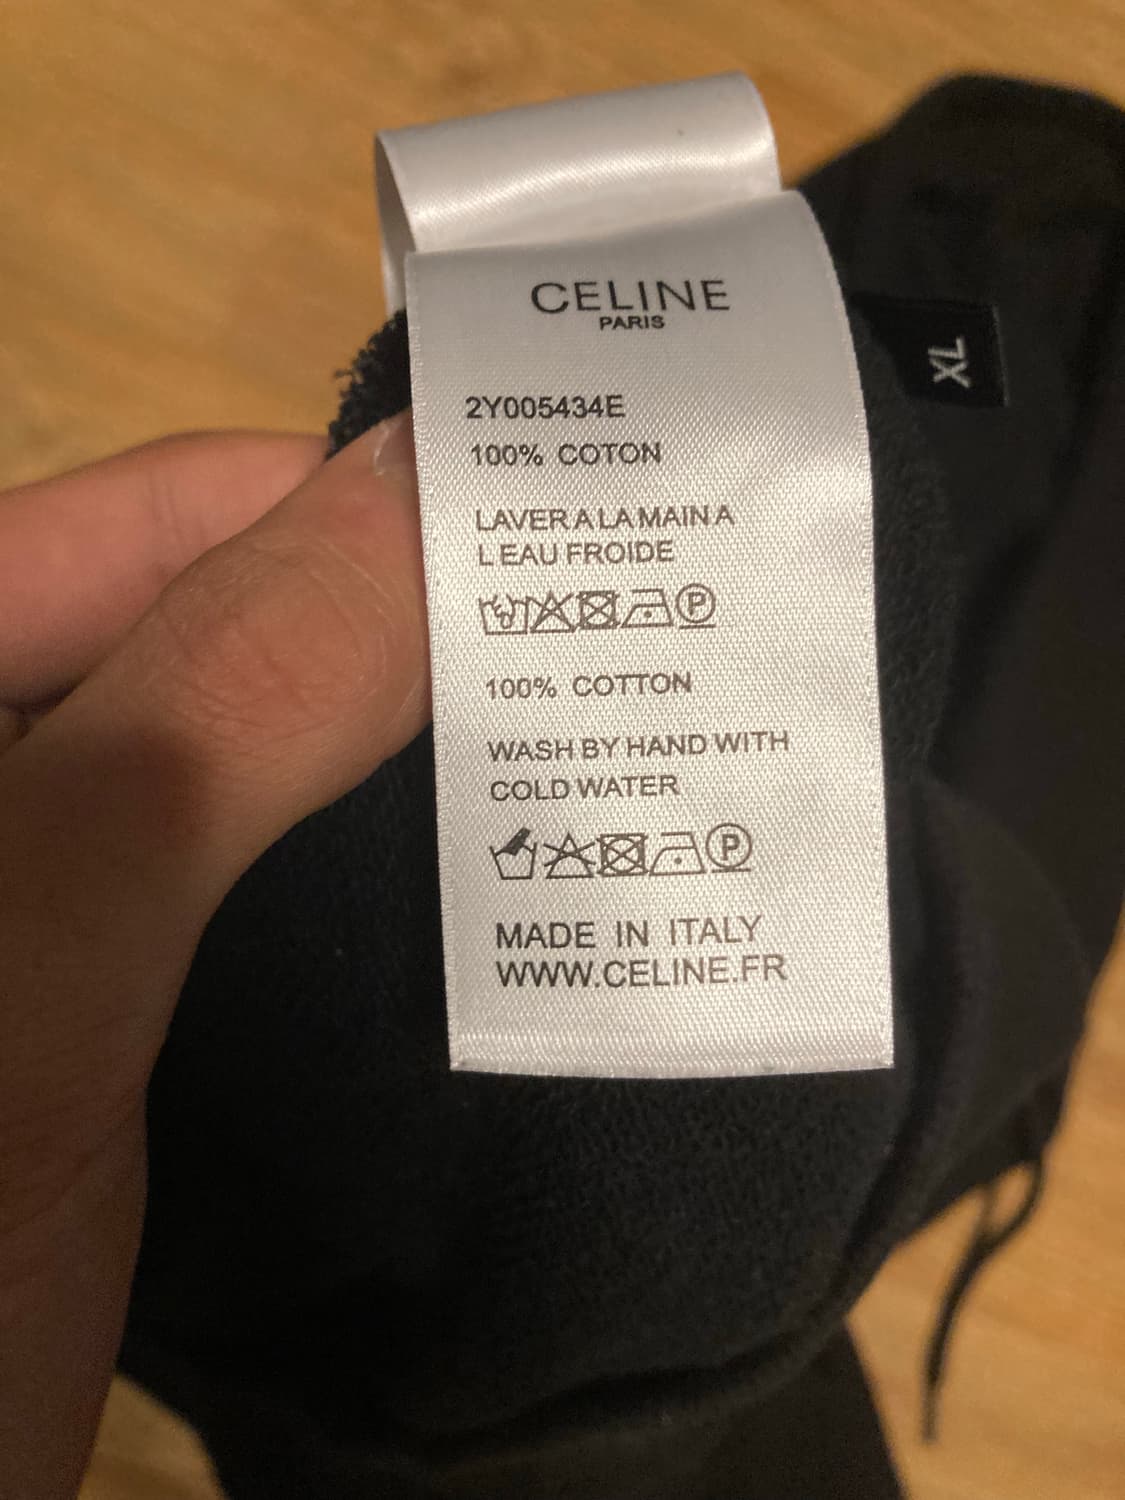 CELINE
PARIS
2Y005434E
100% COTON
LAVER A LA MAIN A
L EAU FROIDE
P
100% COTTON
WASH BY HAND WITH
COLD WATER
P
MADE IN ITALY
WWW.CELINE.FR
XL